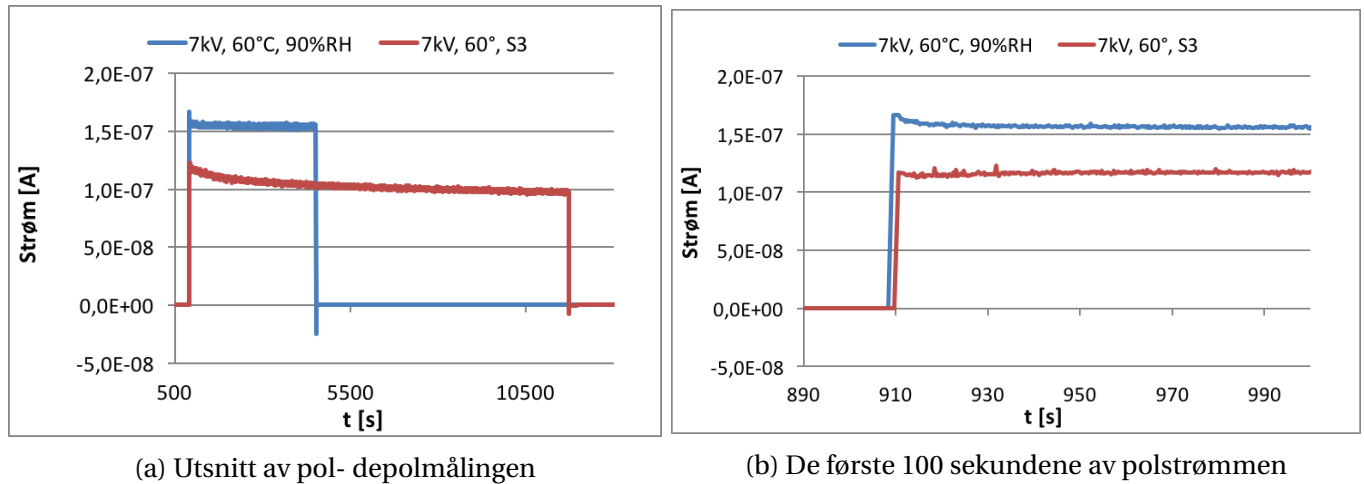 7kV, 60°C, 90%RH
7kV, 60°, S3
2,0E-07
1,5E-07
1,0E-07
5,0E-08
0,0E+00
-5,0E-08
Strøm [A]
500
5500
10500
t [s]
(a) Utsnitt av pol- depolmålingen
7kV, 60°C, 90%RH
7kV, 60°, S3
2,0E-07
1,5E-07
1,0E-07
5,0E-08
0,0E+00
-5,0E-08
Strøm [A]
890
910
930
950
970
990
t [s]
(b) De første 100 sekundene av polstrømmen